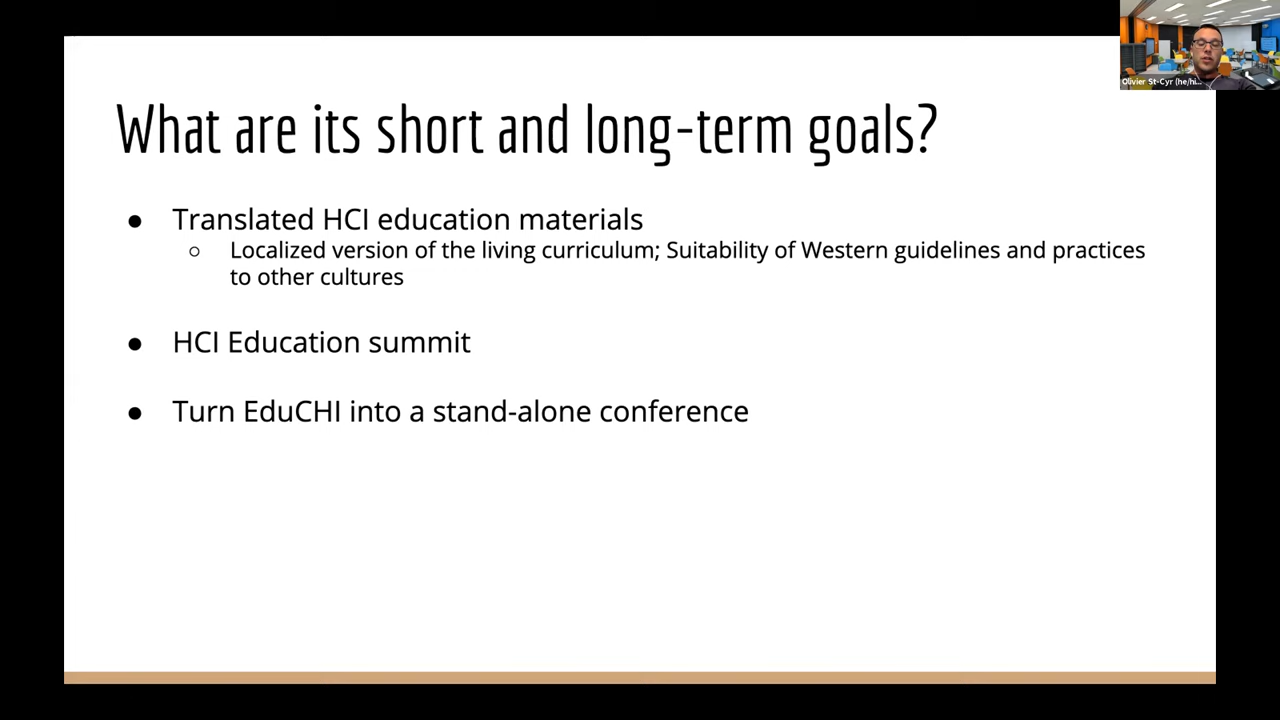 Olivier St-Cyr (he/hi...
What are its short and long-term goals?
● Translated HCI education materials
○ Localized version of the living curriculum; Suitability of Western guidelines and practices
to other cultures
● HCI Education summit
● Turn EduCHI into a stand-alone conference